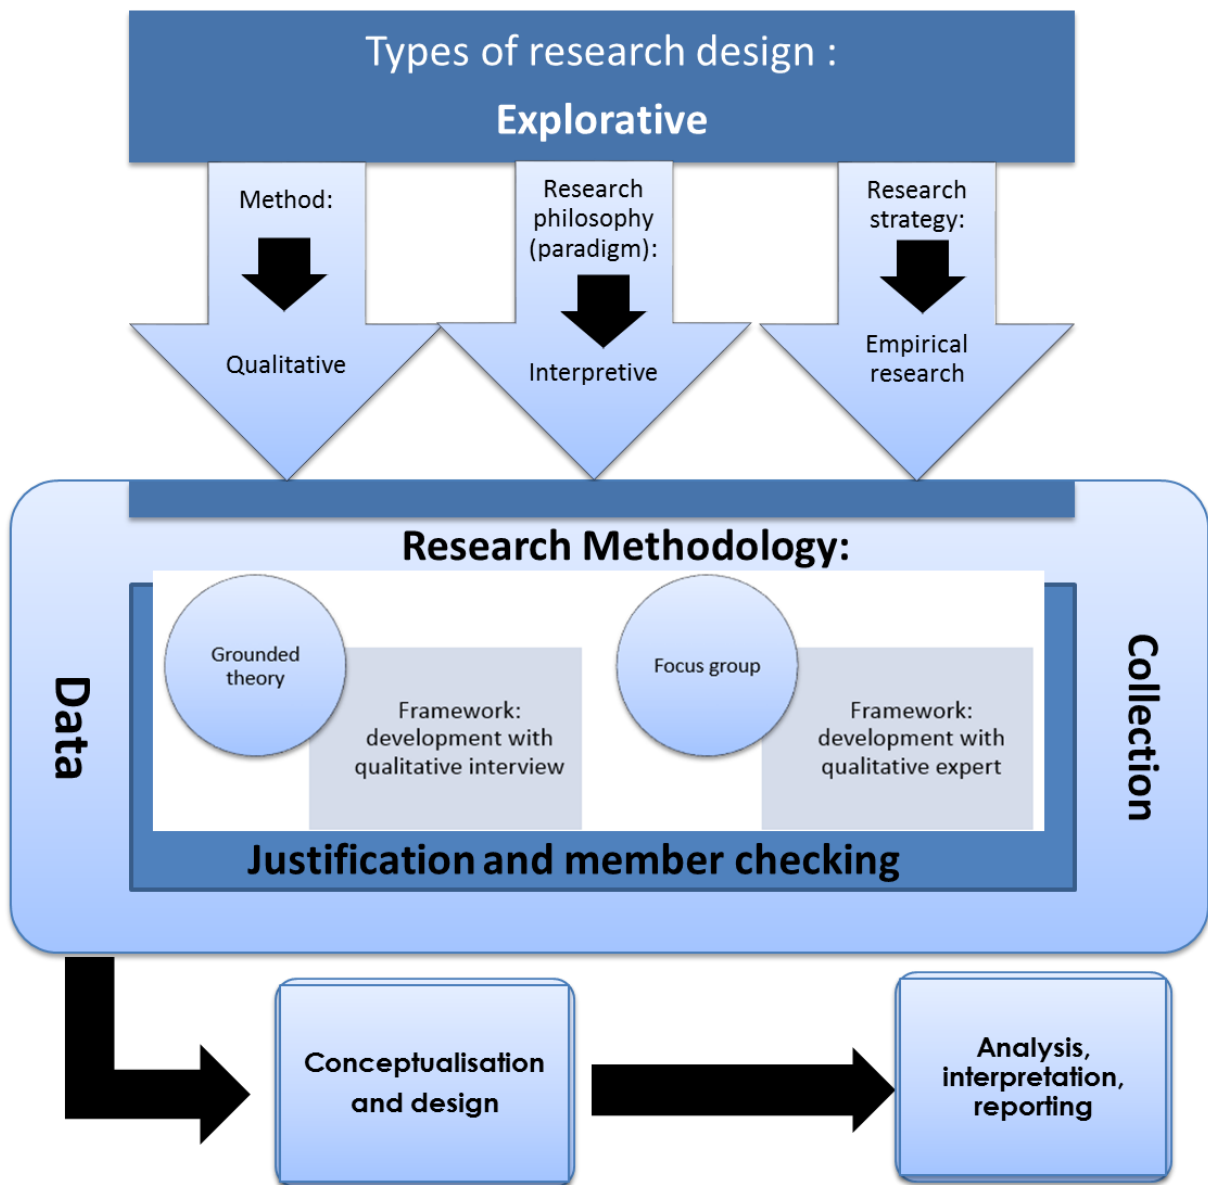 Types of research design :
Explorative
Method:
Qualitative
Research
philosophy
(paradigm):
Interpretive
Research
strategy:
Empirical
research
Research Methodology:
Data
Grounded
theory
Framework:
development with
qualitative interview
Focus group
Framework:
development with
qualitative expert
Collection
Justification and member checking
Conceptualisation
and design
Analysis,
interpretation,
reporting